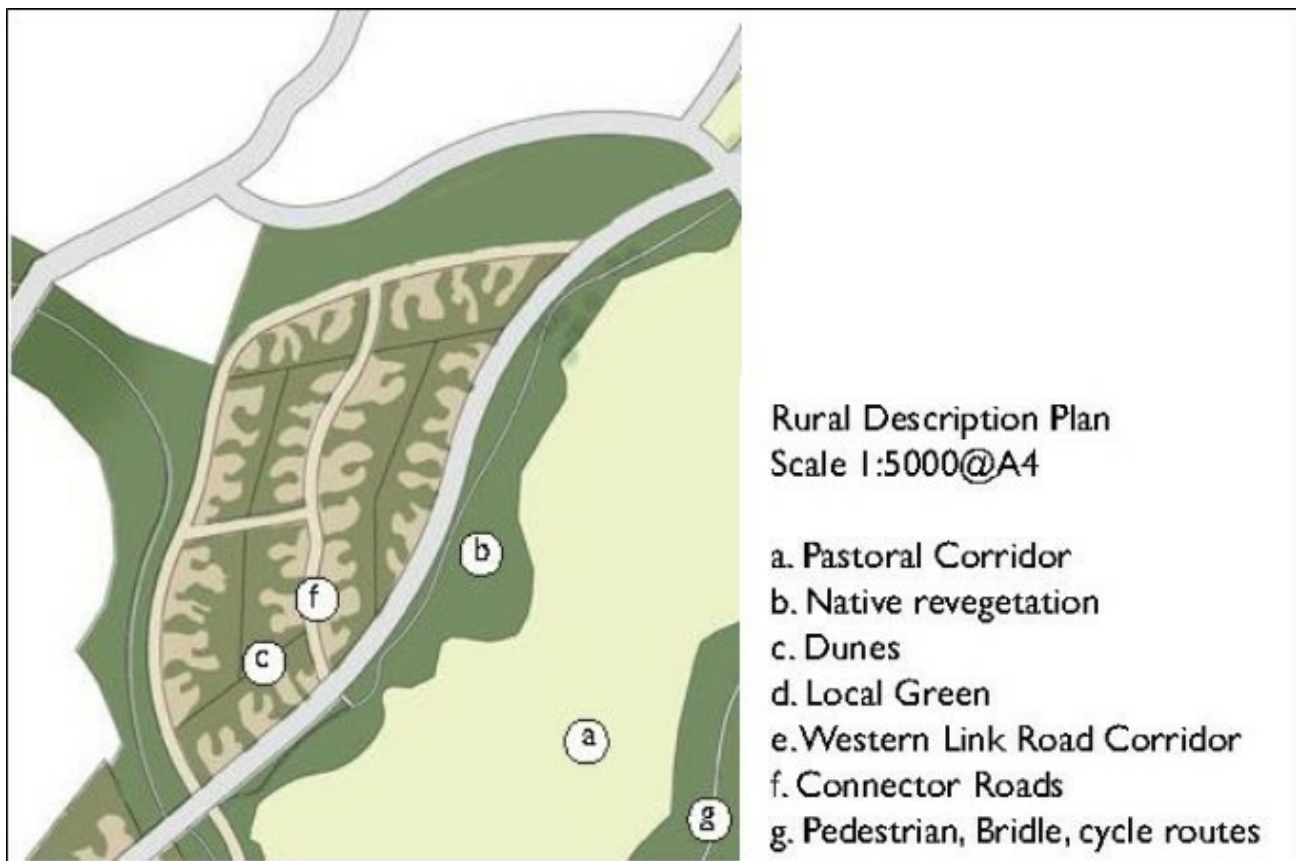 b
f
c
a
g
Rural Description Plan
Scale 1:5000@A4
a. Pastoral Corridor
b. Native revegetation
c. Dunes
d. Local Green
e. Western Link Road Corridor
f. Connector Roads
g. Pedestrian, Bridle, cycle routes